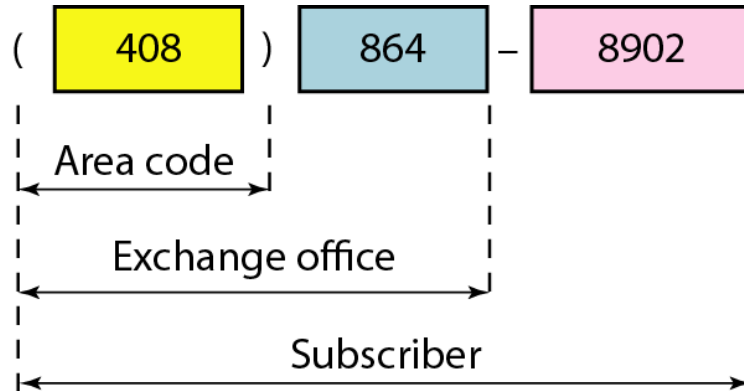 ( 408 ) 864 – 8902
Area code
Exchange office
Subscriber